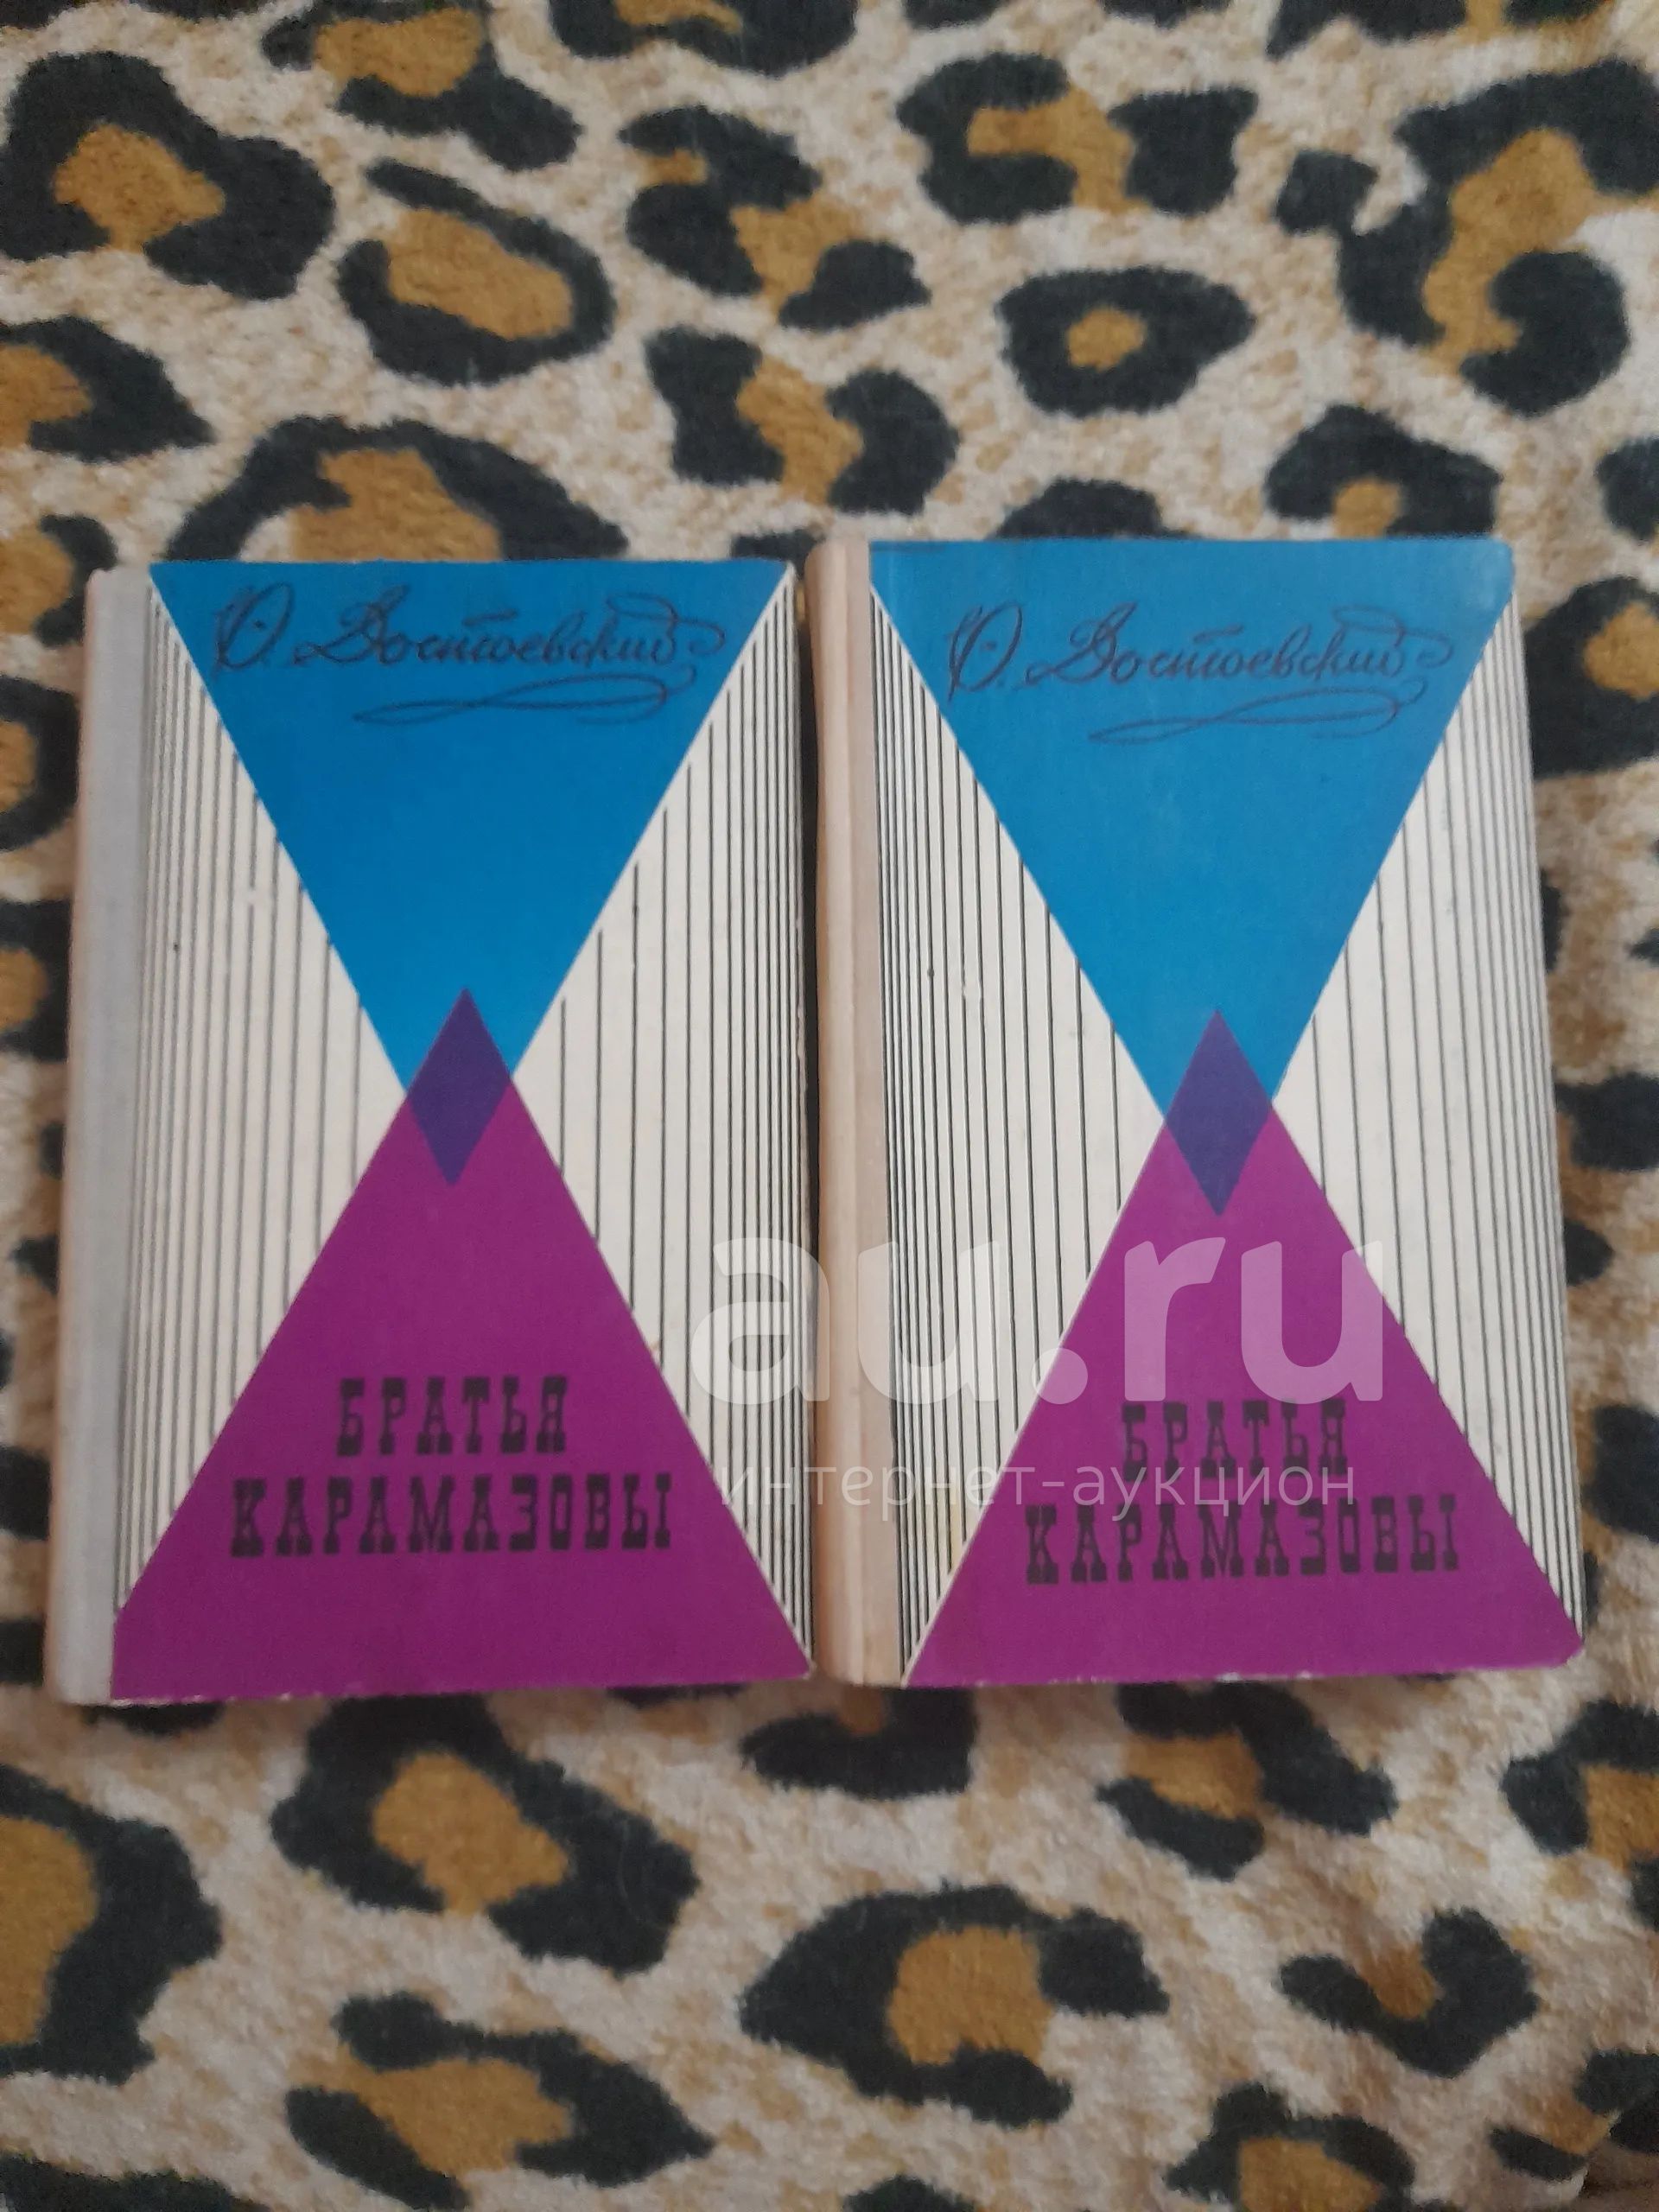 Ѳ. Достоевский
БРАТЬЯ
КАРАМАЗОВЫ
Ѳ. Достоевский
БРАТЬЯ
КАРАМАЗОВЫ
au.ru
интернет-аукцион